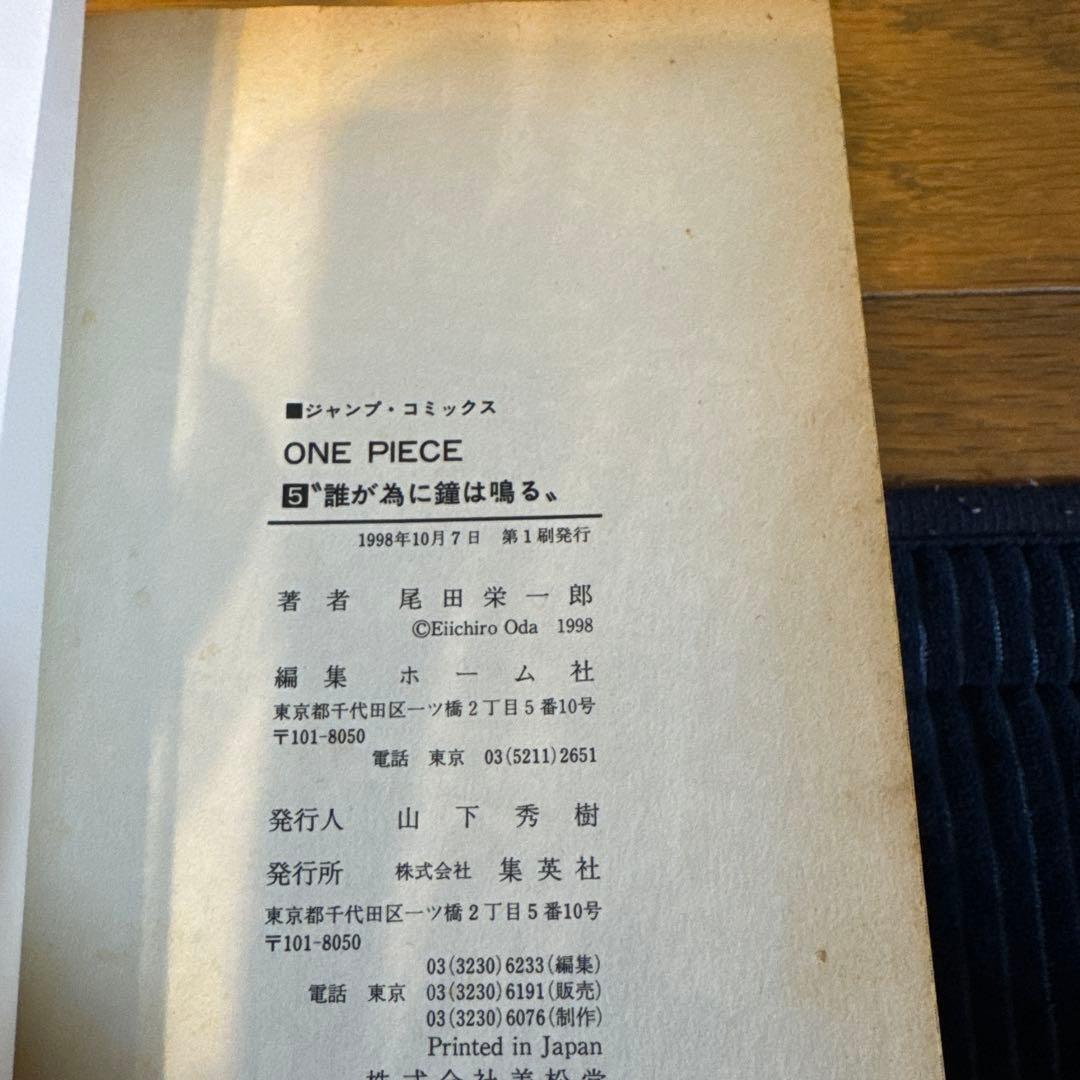 ■ジャンプ・コミックス
ONE PIECE
5〝誰が為に鐘は鳴る〟
1998年10月7日 第1刷発行
著者 尾田栄一郎
©Eiichiro Oda 1998
編集 ホーム社
東京都千代田区一ツ橋2丁目5番10号
〒101-8050
電話 東京 03(5211)2651
発行人 山下秀樹
発行所 株式会社 集英社
東京都千代田区一ツ橋2丁目5番10号
〒101-8050
03(3230)6233(編集)
電話 東京 03(3230)6191(販売)
03(3230)6076(制作)
Printed in Japan
株式会社美松堂